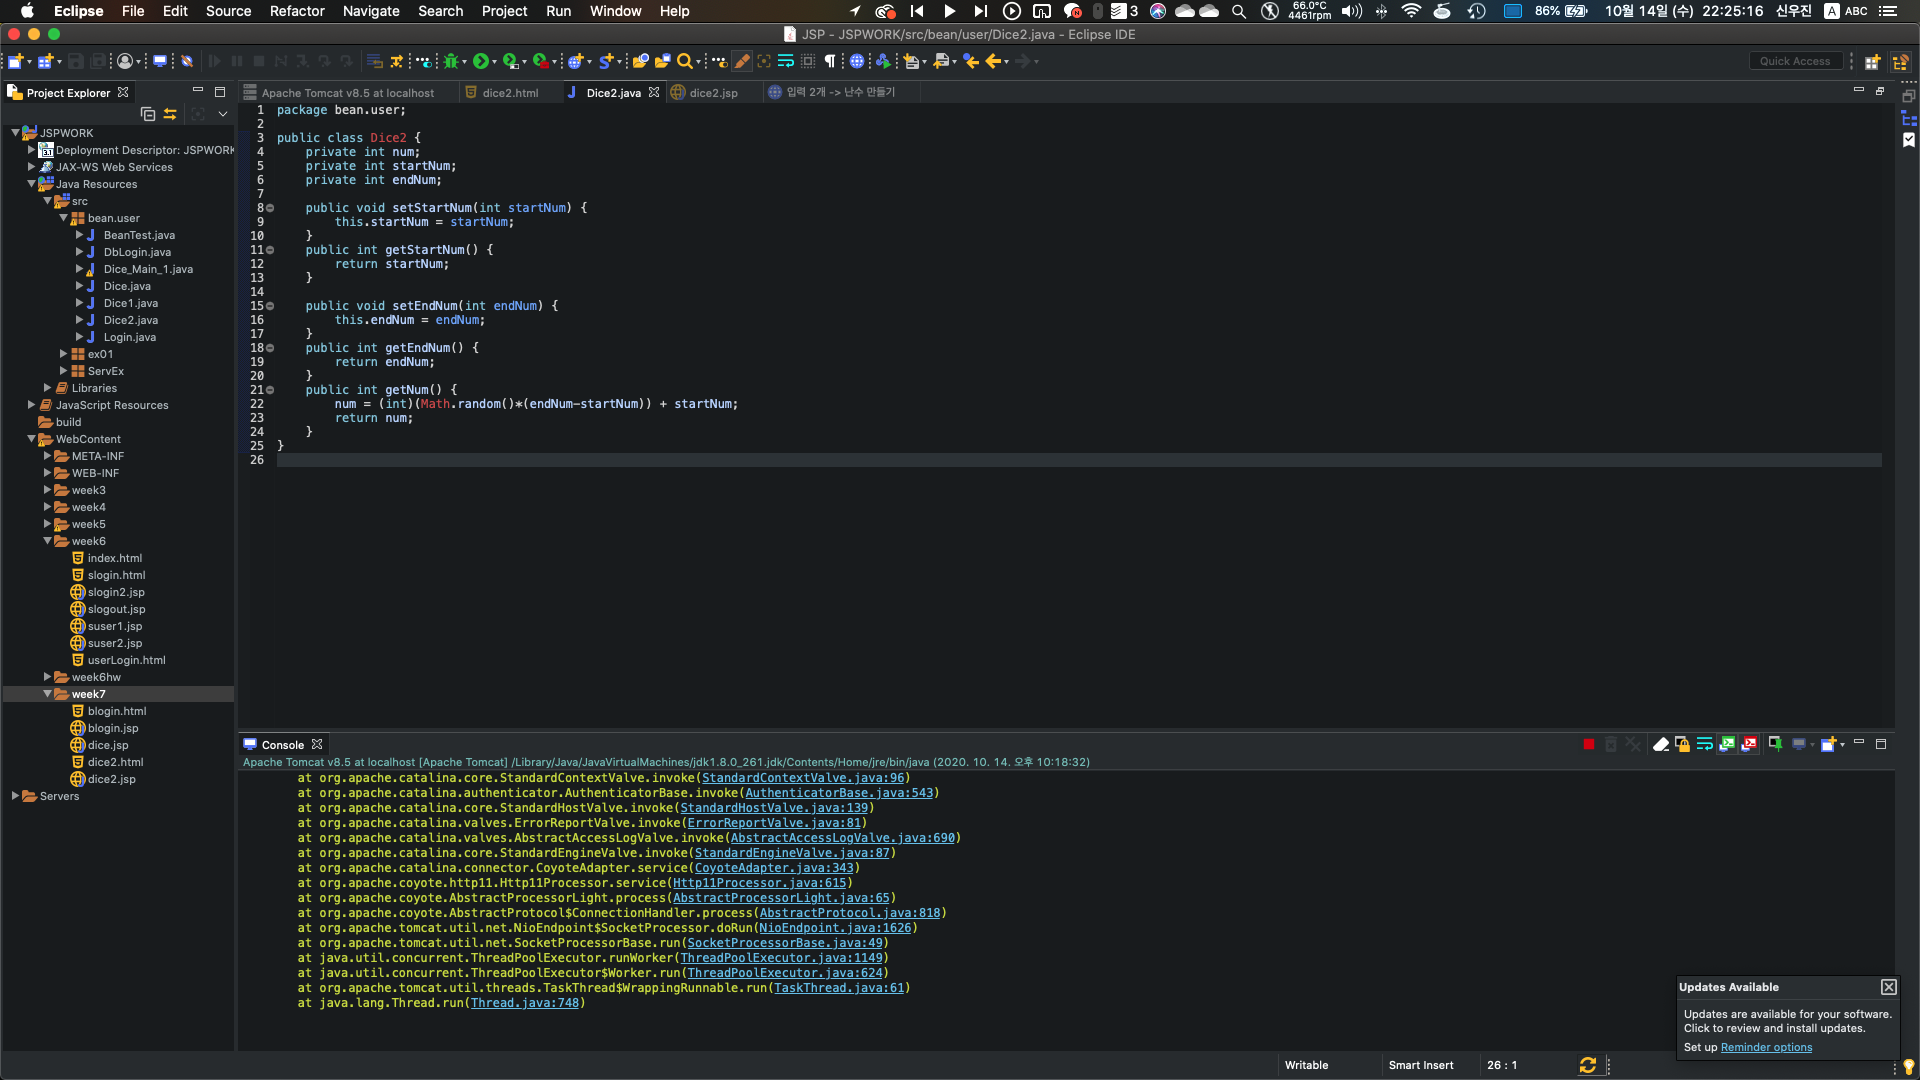 Eclipse File Edit Source Refactor Navigate Search Project Run Window Help 3 66.0°C 4461rpm 86% 10월 14일 (수) 22:25:16 신우진 A ABC
JSP - JSPWORK/src/bean/user/Dice2.java - Eclipse IDE
Quick Access
Project Explorer
JSPWORK
Deployment Descriptor: JSPWORK
JAX-WS Web Services
Java Resources
src
bean.user
BeanTest.java
DbLogin.java
Dice_Main_1.java
Dice.java
Dice1.java
Dice2.java
Login.java
ex01
ServEx
Libraries
JavaScript Resources
build
WebContent
META-INF
WEB-INF
week3
week4
week5
week6
index.html
slogin.html
slogin2.jsp
slogout.jsp
suser1.jsp
suser2.jsp
userLogin.html
week6hw
week7
blogin.html
blogin.jsp
dice.jsp
dice2.html
dice2.jsp
Servers
Apache Tomcat v8.5 at localhost dice2.html Dice2.java dice2.jsp 입력 2개 -> 난수 만들기
1 package bean.user;
2
3 public class Dice2 {
4 private int num;
5 private int startNum;
6 private int endNum;
7
8 public void setStartNum(int startNum) {
9 this.startNum = startNum;
10 }
11 public int getStartNum() {
12 return startNum;
13 }
14
15 public void setEndNum(int endNum) {
16 this.endNum = endNum;
17 }
18 public int getEndNum() {
19 return endNum;
20 }
21 public int getNum() {
22 num = (int)(Math.random()*(endNum-startNum)) + startNum;
23 return num;
24 }
25 }
26
Console
Apache Tomcat v8.5 at localhost [Apache Tomcat] /Library/Java/JavaVirtualMachines/jdk1.8.0_261.jdk/Contents/Home/jre/bin/java (2020. 10. 14. 오후 10:18:32)
at org.apache.catalina.core.StandardContextValve.invoke(StandardContextValve.java:96)
at org.apache.catalina.authenticator.AuthenticatorBase.invoke(AuthenticatorBase.java:543)
at org.apache.catalina.core.StandardHostValve.invoke(StandardHostValve.java:139)
at org.apache.catalina.valves.ErrorReportValve.invoke(ErrorReportValve.java:81)
at org.apache.catalina.valves.AbstractAccessLogValve.invoke(AbstractAccessLogValve.java:690)
at org.apache.catalina.core.StandardEngineValve.invoke(StandardEngineValve.java:87)
at org.apache.catalina.connector.CoyoteAdapter.service(CoyoteAdapter.java:343)
at org.apache.coyote.http11.Http11Processor.service(Http11Processor.java:615)
at org.apache.coyote.AbstractProcessorLight.process(AbstractProcessorLight.java:65)
at org.apache.coyote.AbstractProtocol$ConnectionHandler.process(AbstractProtocol.java:818)
at org.apache.tomcat.util.net.NioEndpoint$SocketProcessor.doRun(NioEndpoint.java:1626)
at org.apache.tomcat.util.net.SocketProcessorBase.run(SocketProcessorBase.java:49)
at java.util.concurrent.ThreadPoolExecutor.runWorker(ThreadPoolExecutor.java:1149)
at java.util.concurrent.ThreadPoolExecutor$Worker.run(ThreadPoolExecutor.java:624)
at org.apache.tomcat.util.threads.TaskThread$WrappingRunnable.run(TaskThread.java:61)
at java.lang.Thread.run(Thread.java:748)
Updates Available
Updates are available for your software.
Click to review and install updates.
Set up Reminder options
Writable Smart Insert 26 : 1